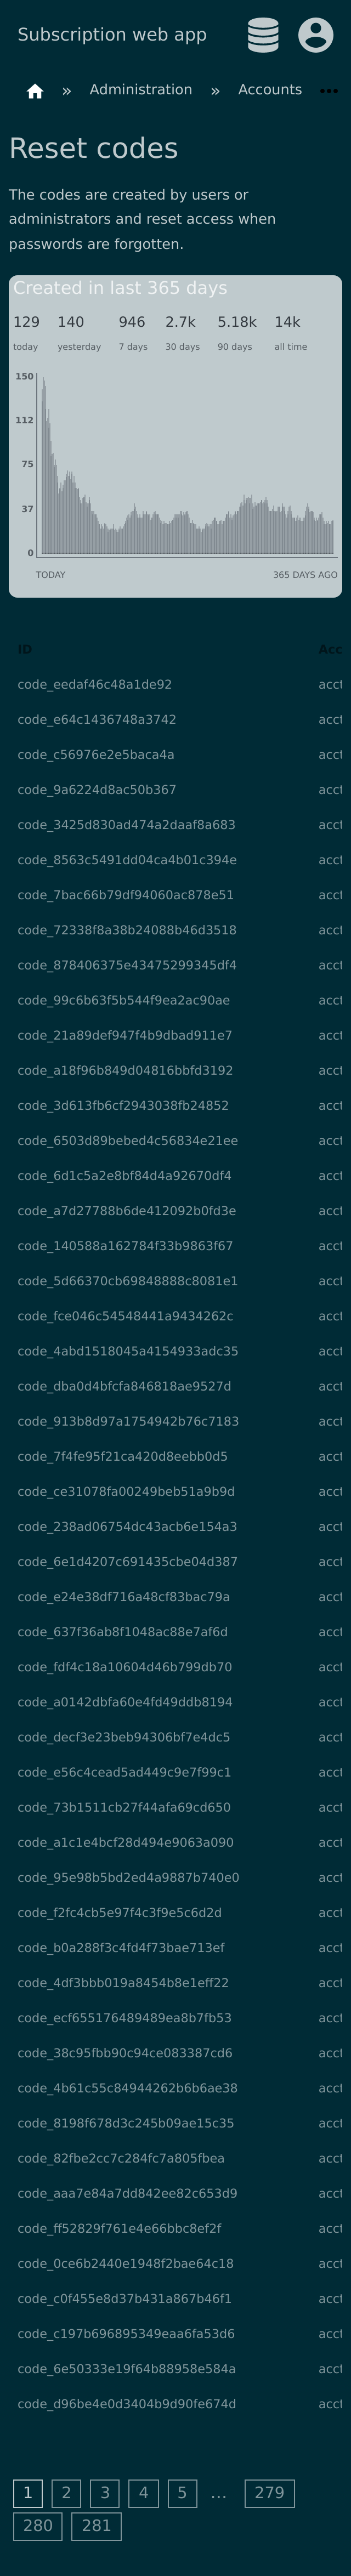 Subscription web app
» Administration » Accounts •••
Reset codes
The codes are created by users or
administrators and reset access when
passwords are forgotten.
Created in last 365 days
129 140 946 2.7k 5.18k 14k
today yesterday 7 days 30 days 90 days all time
150
112
75
37
0
TODAY 365 DAYS AGO
ID Acc
code_eedaf46c48a1de92 acct
code_e64c1436748a3742 acct
code_c56976e2e5baca4a acct
code_9a6224d8ac50b367 acct
code_3425d830ad474a2daaf8a683 acct
code_8563c5491dd04ca4b01c394e acct
code_7bac66b79df94060ac878e51 acct
code_72338f8a38b24088b46d3518 acct
code_878406375e43475299345df4 acct
code_99c6b63f5b544f9ea2ac90ae acct
code_21a89def947f4b9dbad911e7 acct
code_a18f96b849d04816bbfd3192 acct
code_3d613fb6cf2943038fb24852 acct
code_6503d89bebed4c56834e21ee acct
code_6d1c5a2e8bf84d4a92670df4 acct
code_a7d27788b6de412092b0fd3e acct
code_140588a162784f33b9863f67 acct
code_5d66370cb69848888c8081e1 acct
code_fce046c54548441a9434262c acct
code_4abd1518045a4154933adc35 acct
code_dba0d4bfcfa846818ae9527d acct
code_913b8d97a1754942b76c7183 acct
code_7f4fe95f21ca420d8eebb0d5 acct
code_ce31078fa00249beb51a9b9d acct
code_238ad06754dc43acb6e154a3 acct
code_6e1d4207c691435cbe04d387 acct
code_e24e38df716a48cf83bac79a acct
code_637f36ab8f1048ac88e7af6d acct
code_fdf4c18a10604d46b799db70 acct
code_a0142dbfa60e4fd49ddb8194 acct
code_decf3e23beb94306bf7e4dc5 acct
code_e56c4cead5ad449c9e7f99c1 acct
code_73b1511cb27f44afa69cd650 acct
code_a1c1e4bcf28d494e9063a090 acct
code_95e98b5bd2ed4a9887b740e0 acct
code_f2fc4cb5e97f4c3f9e5c6d2d acct
code_b0a288f3c4fd4f73bae713ef acct
code_4df3bbb019a8454b8e1eff22 acct
code_ecf655176489489ea8b7fb53 acct
code_38c95fbb90c94ce083387cd6 acct
code_4b61c55c84944262b6b6ae38 acct
code_8198f678d3c245b09ae15c35 acct
code_82fbe2cc7c284fc7a805fbea acct
code_aaa7e84a7dd842ee82c653d9 acct
code_ff52829f761e4e66bbc8ef2f acct
code_0ce6b2440e1948f2bae64c18 acct
code_c0f455e8d37b431a867b46f1 acct
code_c197b696895349eaa6fa53d6 acct
code_6e50333e19f64b88958e584a acct
code_d96be4e0d3404b9d90fe674d acct
1 2 3 4 5 … 279
280 281